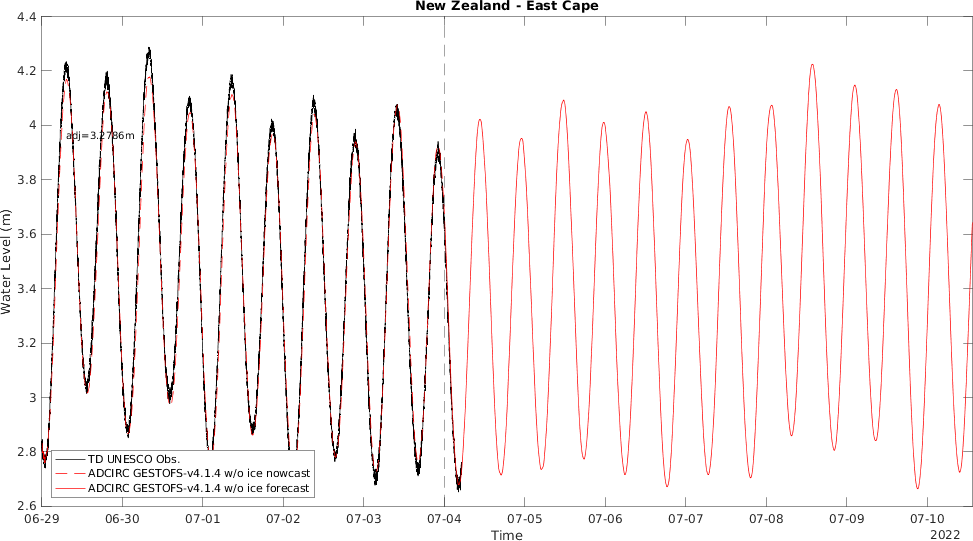 New Zealand - East Cape
4.4
4.2
4
3.8
3.6
3.4
3.2
3
2.8
2.6
Water Level (m)
adj=3.2786m
TD UNESCO Obs.
ADCIRC GESTOFS-v4.1.4 w/o ice nowcast
ADCIRC GESTOFS-v4.1.4 w/o ice forecast
06-29 06-30 07-01 07-02 07-03 07-04 07-05 07-06 07-07 07-08 07-09 07-10
Time
2022